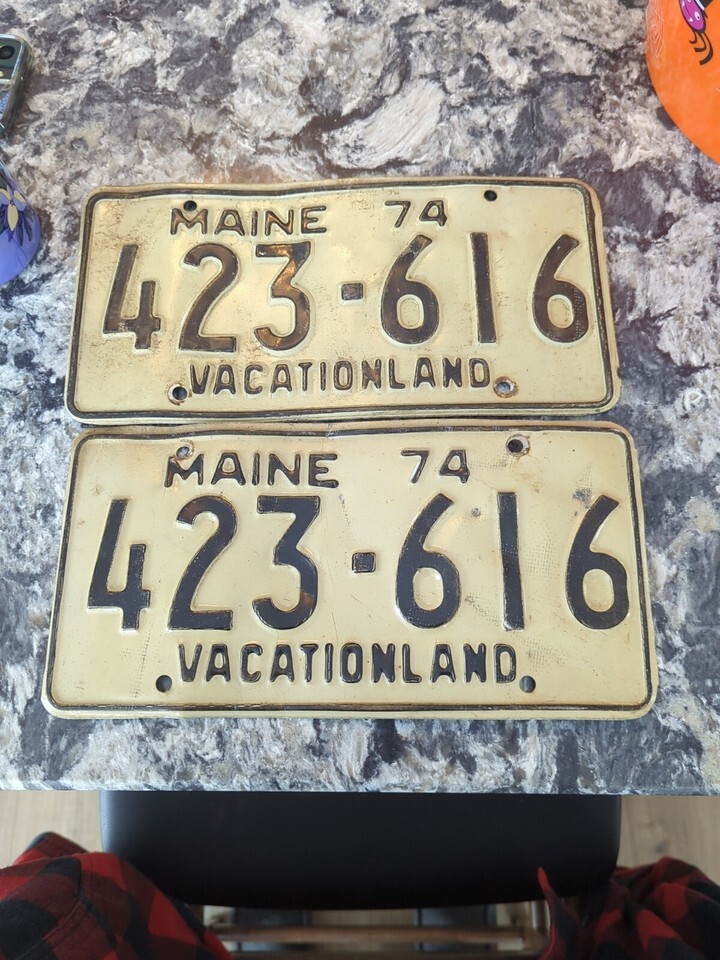 MAINE 74
423-616
VACATIONLAND
MAINE 74
423-616
VACATIONLAND